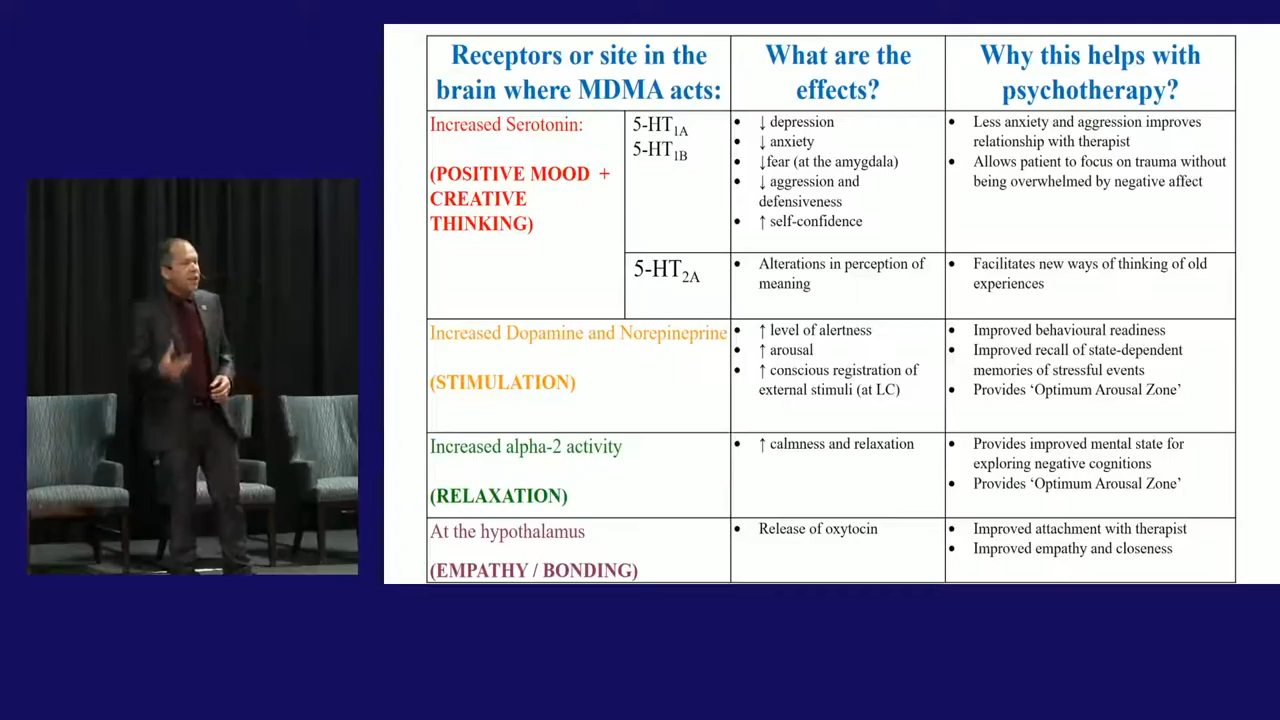 Receptors or site in the
brain where MDMA acts:
What are the
effects?
Why this helps with
psychotherapy?
Increased Serotonin:
(POSITIVE MOOD +
CREATIVE
THINKING)
5-HT1A
5-HT1B
• ↓ depression
• ↓ anxiety
• ↓fear (at the amygdala)
• ↓ aggression and
defensiveness
• ↑ self-confidence
• Less anxiety and aggression improves
relationship with therapist
• Allows patient to focus on trauma without
being overwhelmed by negative affect
5-HT2A
• Alterations in perception of
meaning
• Facilitates new ways of thinking of old
experiences
Increased Dopamine and Norepineprine
(STIMULATION)
• ↑ level of alertness
• ↑ arousal
• ↑ conscious registration of
external stimuli (at LC)
• Improved behavioural readiness
• Improved recall of state-dependent
memories of stressful events
• Provides ‘Optimum Arousal Zone’
Increased alpha-2 activity
(RELAXATION)
• ↑ calmness and relaxation
• Provides improved mental state for
exploring negative cognitions
• Provides ‘Optimum Arousal Zone’
At the hypothalamus
(EMPATHY / BONDING)
• Release of oxytocin
• Improved attachment with therapist
• Improved empathy and closeness